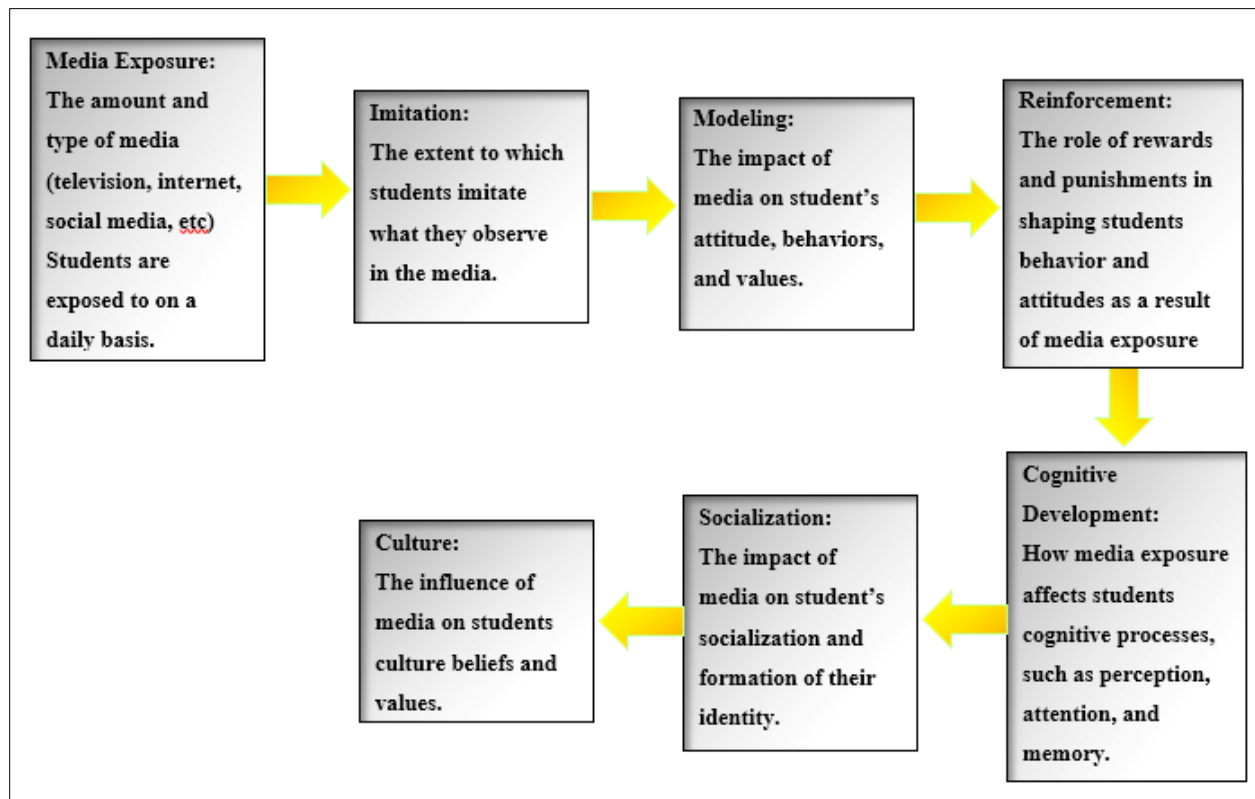 Media Exposure:
The amount and
type of media
(television, internet,
social media, etc)
Students are
exposed to on a
daily basis.
Imitation:
The extent to which
students imitate
what they observe
in the media.
Modeling:
The impact of
media on student’s
attitude, behaviors,
and values.
Reinforcement:
The role of rewards
and punishments in
shaping students
behavior and
attitudes as a result
of media exposure
Cognitive
Development:
How media exposure
affects students
cognitive processes,
such as perception,
attention, and
memory.
Socialization:
The impact of
media on student’s
socialization and
formation of their
identity.
Culture:
The influence of
media on students
culture beliefs and
values.